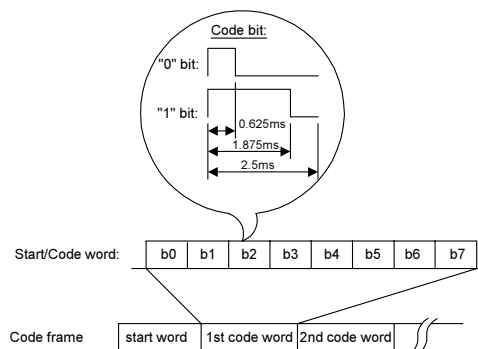 Code bit:
"0" bit:
"1" bit:
0.625ms
1.875ms
2.5ms
Start/Code word: b0 b1 b2 b3 b4 b5 b6 b7
Code frame start word 1st code word 2nd code word